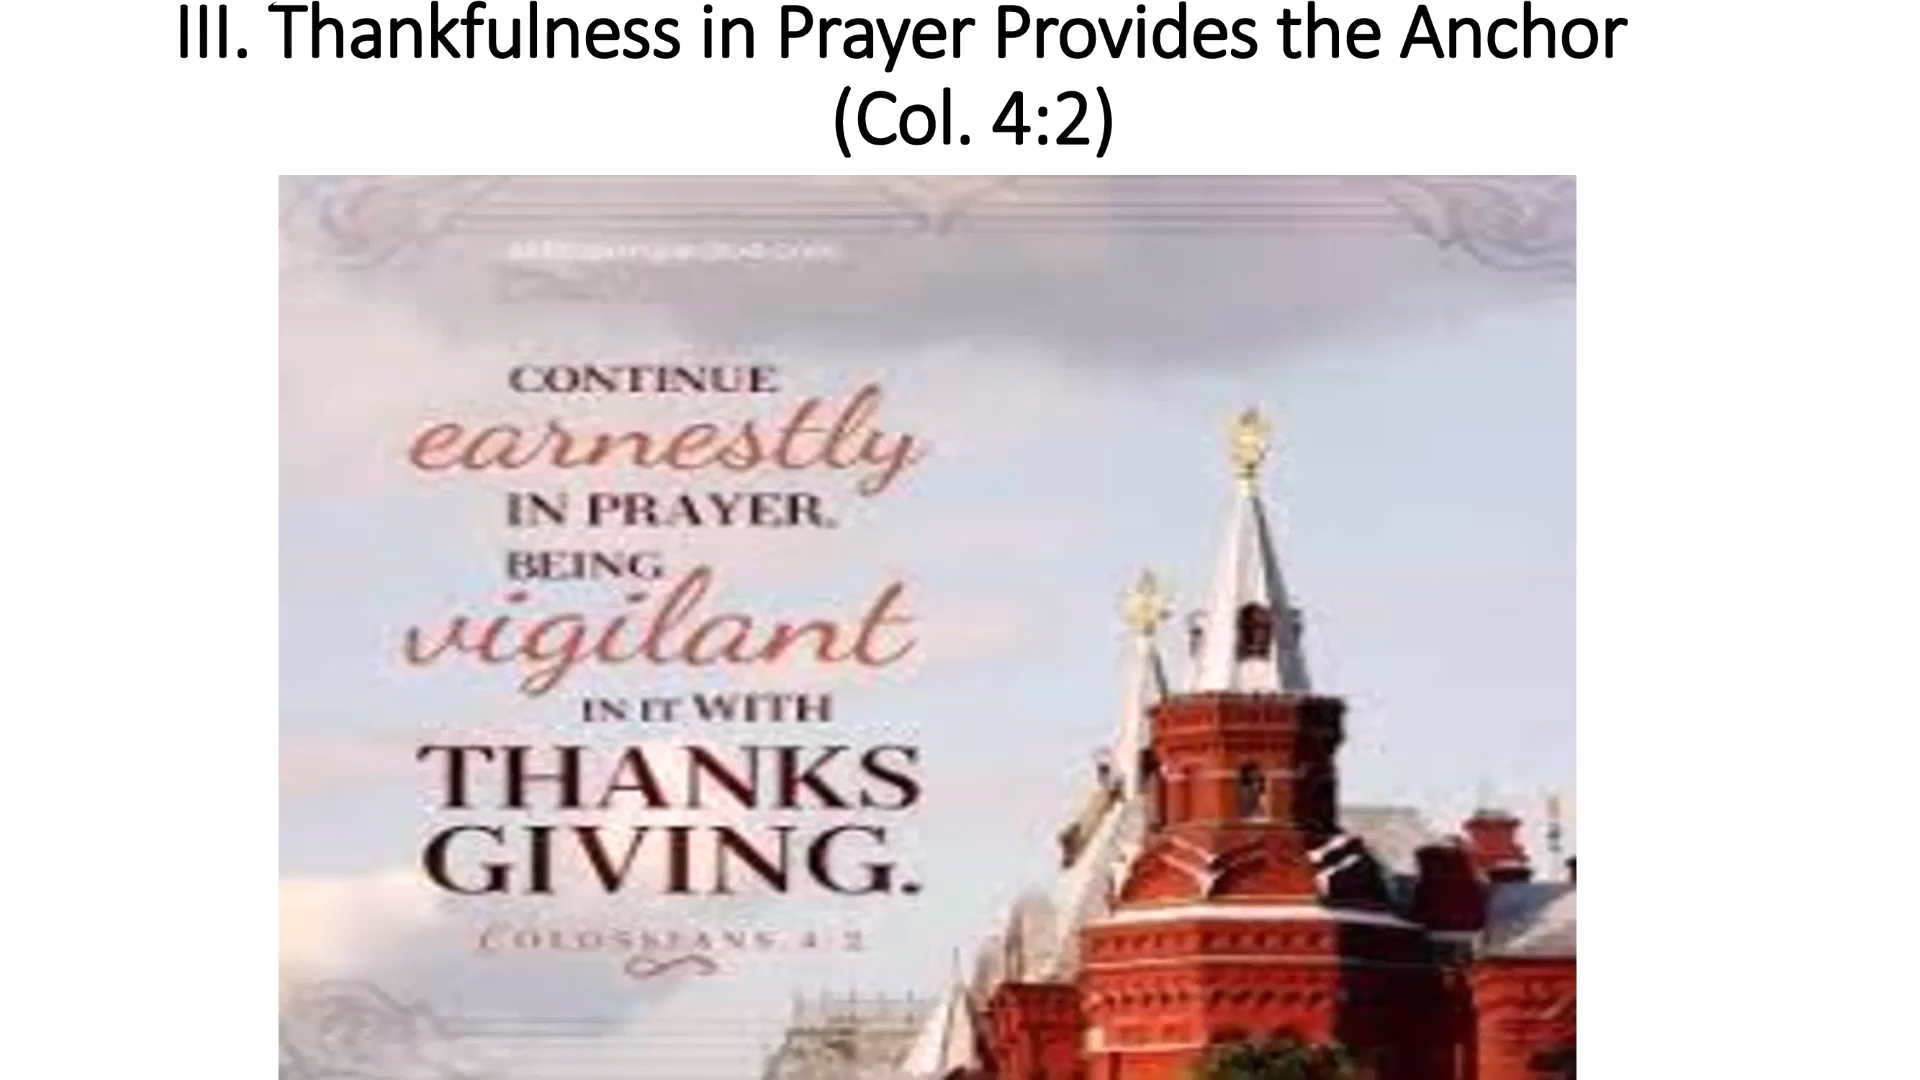 III. Thankfulness in Prayer Provides the Anchor
(Col. 4:2)
CONTINUE
earnestly
IN PRAYER,
BEING
vigilant
IN IT WITH
THANKS
GIVING.
COLOSSIANS 4:2